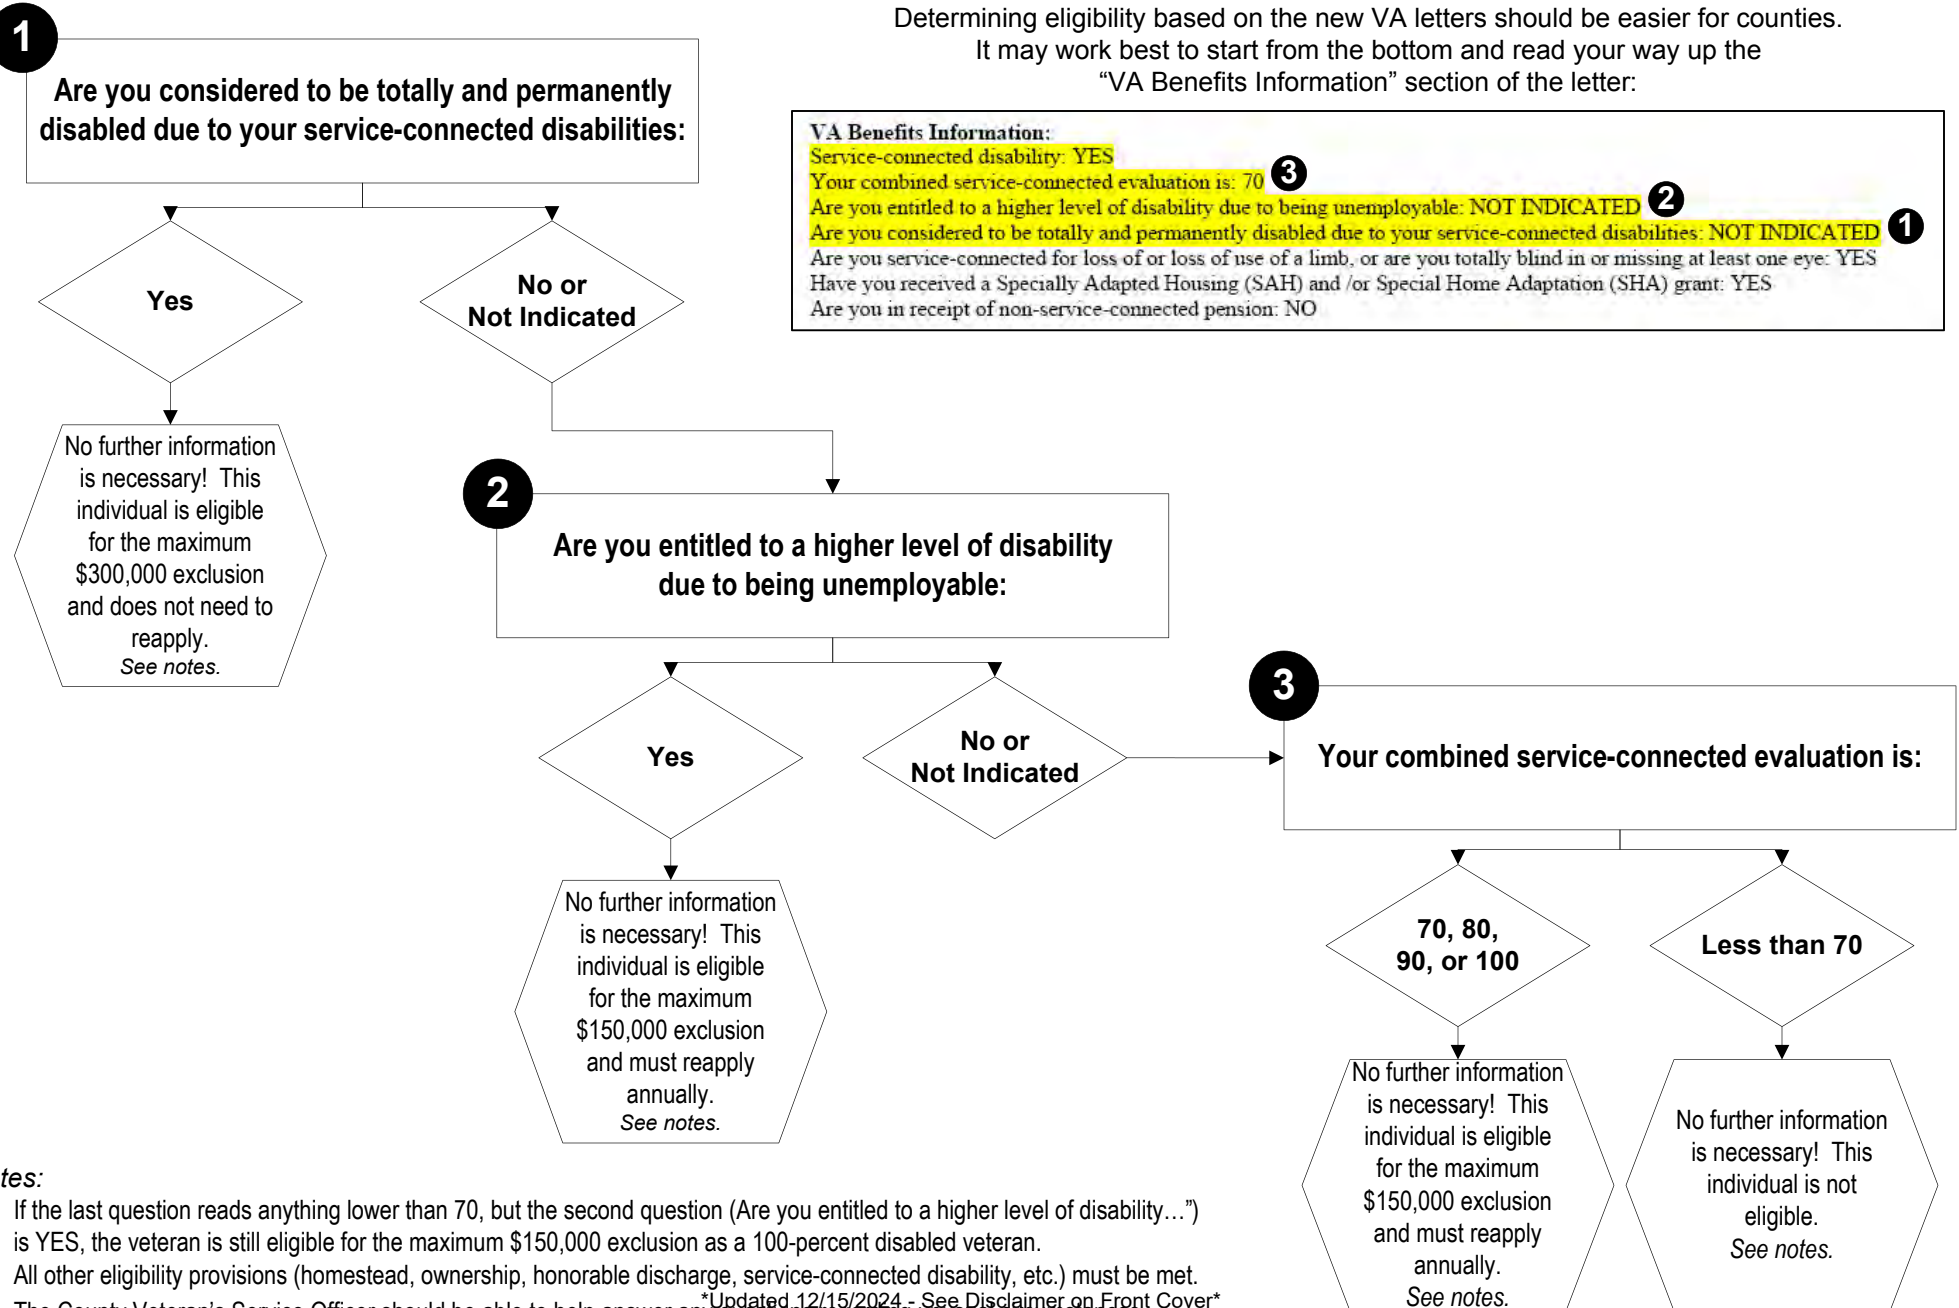 Determining eligibility based on the new VA letters should be easier for counties.
It may work best to start from the bottom and read your way up the
“VA Benefits Information” section of the letter:
VA Benefits Information:
Service-connected disability: YES
Your combined service-connected evaluation is: 70 3
Are you entitled to a higher level of disability due to being unemployable: NOT INDICATED 2
Are you considered to be totally and permanently disabled due to your service-connected disabilities: NOT INDICATED 1
Are you service-connected for loss of or loss of use of a limb, or are you totally blind in or missing at least one eye: YES
Have you received a Specially Adapted Housing (SAH) and /or Special Home Adaptation (SHA) grant: YES
Are you in receipt of non-service-connected pension: NO
1
Are you considered to be totally and permanently
disabled due to your service-connected disabilities:
Yes
No or
Not Indicated
No further information
is necessary! This
individual is eligible
for the maximum
$300,000 exclusion
and does not need to
reapply.
See notes.
2
Are you entitled to a higher level of disability
due to being unemployable:
Yes
No or
Not Indicated
No further information
is necessary! This
individual is eligible
for the maximum
$150,000 exclusion
and must reapply
annually.
See notes.
3
Your combined service-connected evaluation is:
70, 80,
90, or 100
Less than 70
No further information
is necessary! This
individual is eligible
for the maximum
$150,000 exclusion
and must reapply
annually.
See notes.
No further information
is necessary! This
individual is not
eligible.
See notes.
tes:
If the last question reads anything lower than 70, but the second question (Are you entitled to a higher level of disability…”)
is YES, the veteran is still eligible for the maximum $150,000 exclusion as a 100-percent disabled veteran.
All other eligibility provisions (homestead, ownership, honorable discharge, service-connected disability, etc.) must be met.
The County Veteran's Service Officer should be able to help answer
*Updated 12/15/2024 - See Disclaimer on Front Cover*